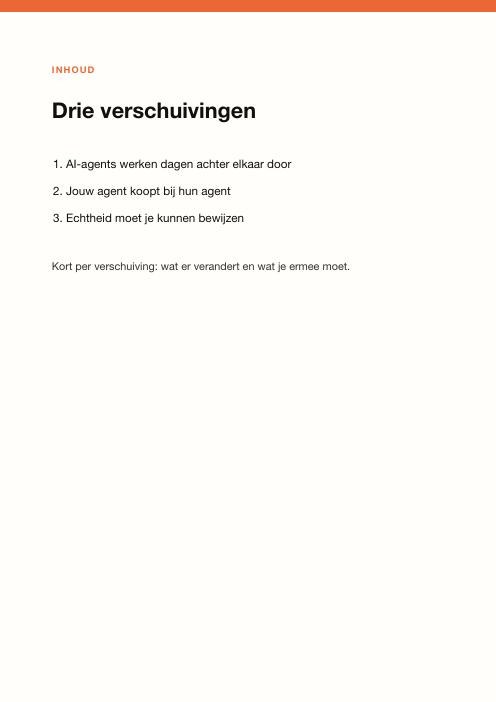 INHOUD
Drie verschuivingen
1. AI-agents werken dagen achter elkaar door
2. Jouw agent koopt bij hun agent
3. Echtheid moet je kunnen bewijzen
Kort per verschuiving: wat er verandert en wat je ermee moet.